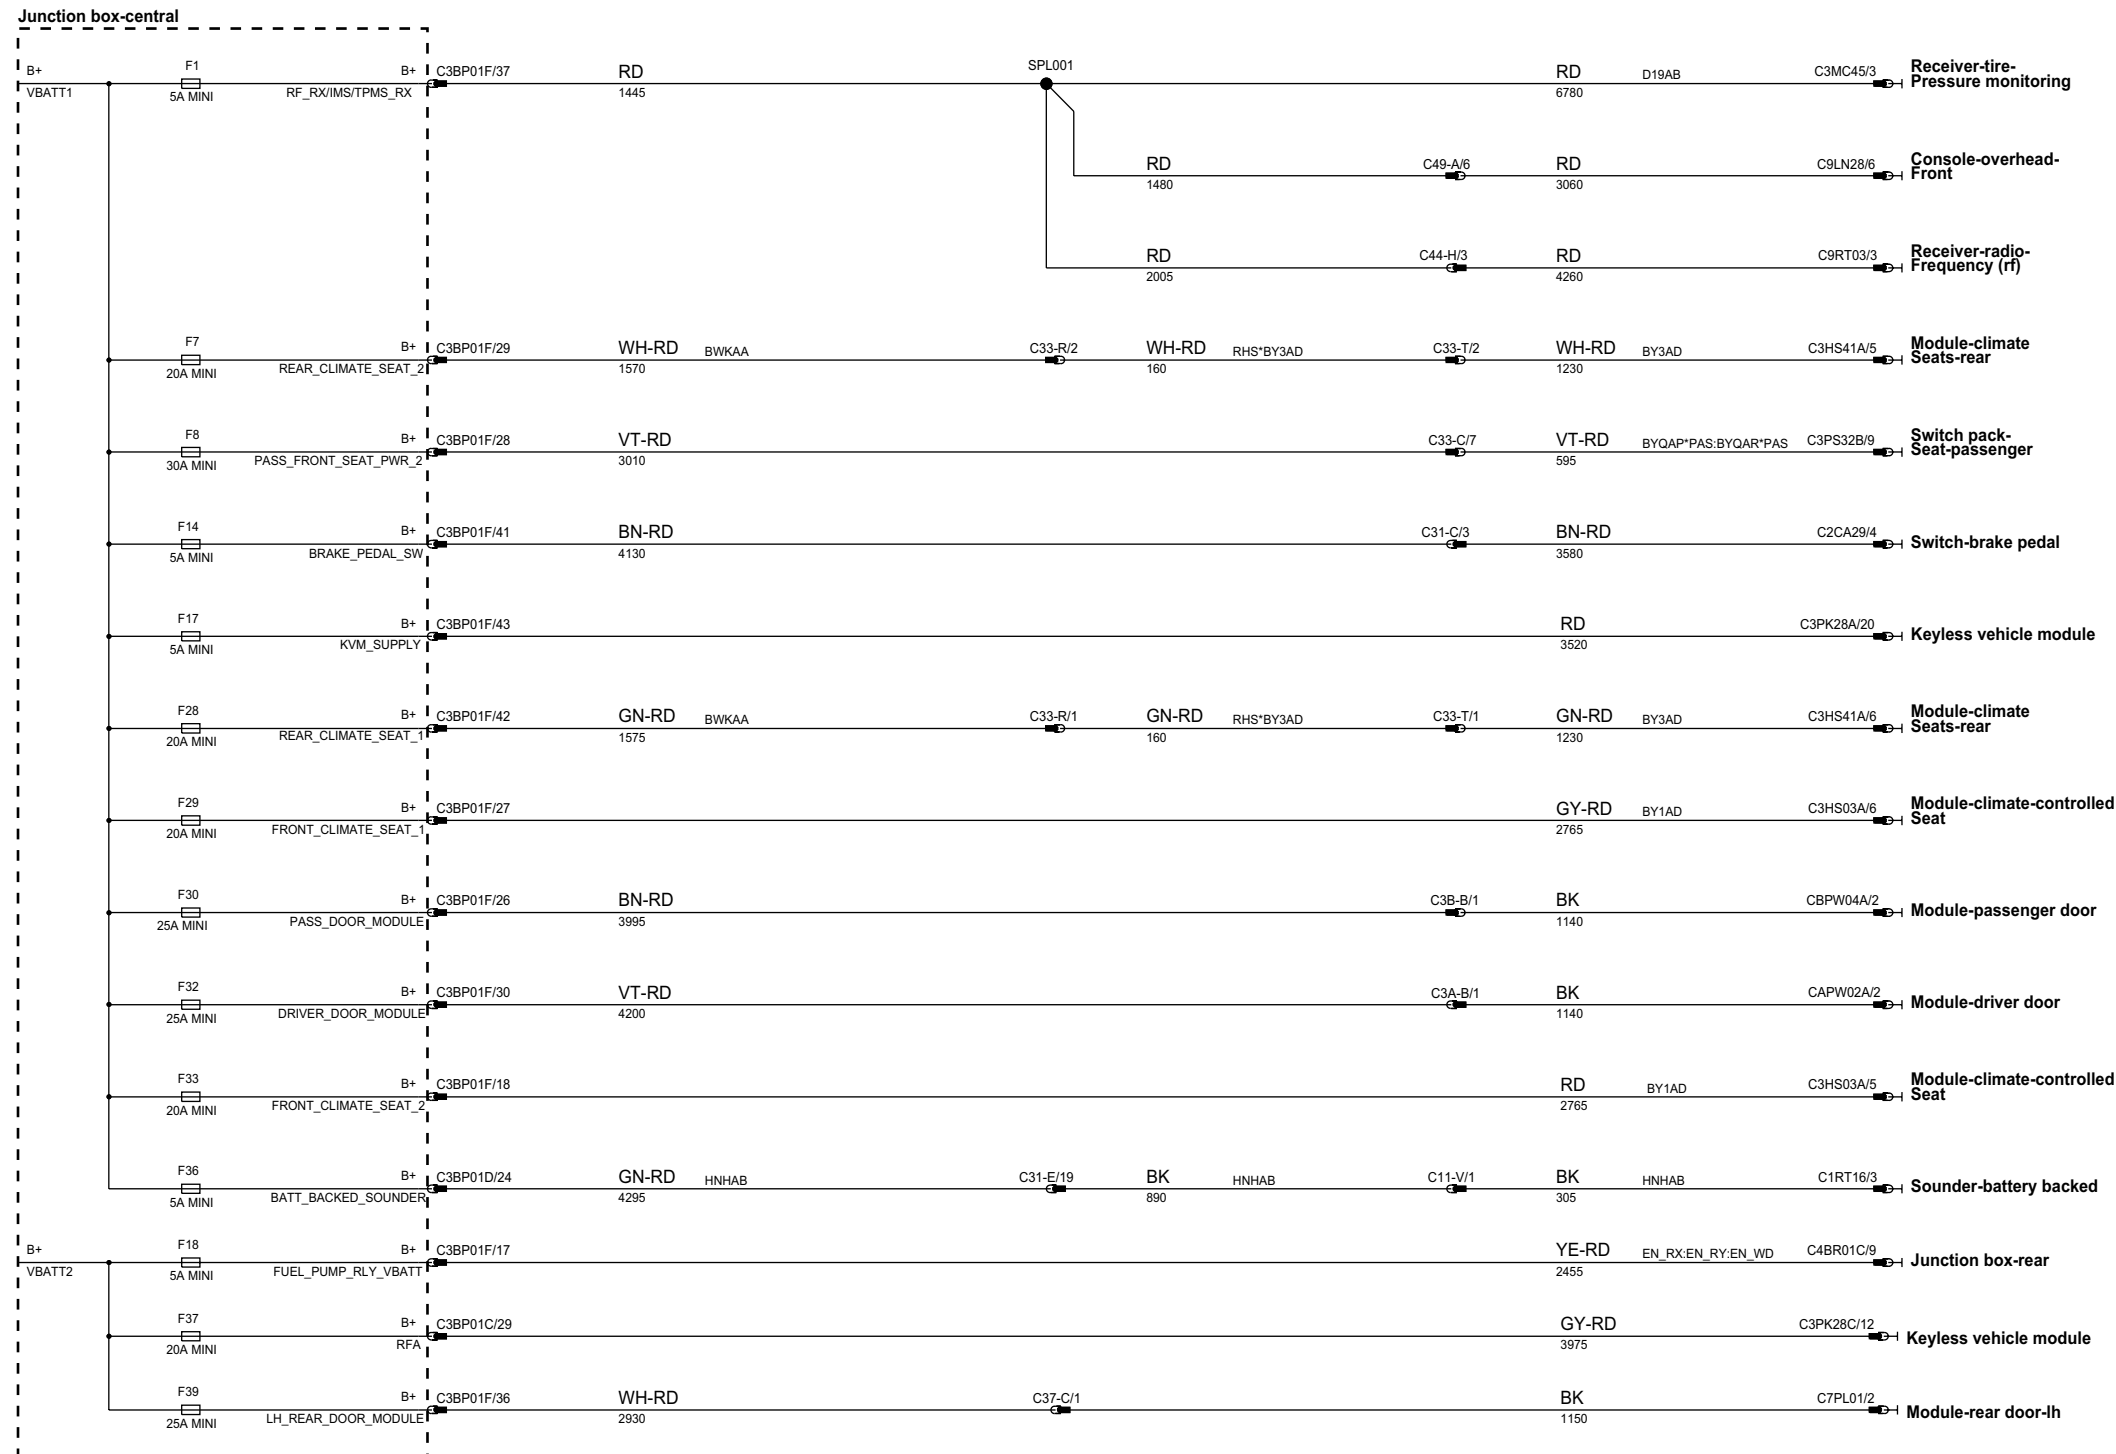 Junction box-central
B+
VBATT1
F1
5A MINI
B+
RF_RX/IMS/TPMS_RX
C3BP01F/37
RD
1445
SPL001
RD
6780
D19AB
C3MC45/3
Receiver-tire-
Pressure monitoring
RD
1480
C49-A/6
RD
3060
C9LN28/6
Console-overhead-
Front
RD
2005
C44-H/3
RD
4260
C9RT03/3
Receiver-radio-
Frequency (rf)
F7
20A MINI
B+
REAR_CLIMATE_SEAT_2
C3BP01F/29
WH-RD
1570
BWKAA
C33-R/2
WH-RD
160
RHS*BY3AD
C33-T/2
WH-RD
1230
BY3AD
C3HS41A/5
Module-climate
Seats-rear
F8
30A MINI
B+
PASS_FRONT_SEAT_PWR_2
C3BP01F/28
VT-RD
3010
C33-C/7
VT-RD
595
BYQAP*PAS:BYQAR*PAS
C3PS32B/9
Switch pack-
Seat-passenger
F14
5A MINI
B+
BRAKE_PEDAL_SW
C3BP01F/41
BN-RD
4130
C31-C/3
BN-RD
3580
C2CA29/4
Switch-brake pedal
F17
5A MINI
B+
KVM_SUPPLY
C3BP01F/43
RD
3520
C3PK28A/20
Keyless vehicle module
F28
20A MINI
B+
REAR_CLIMATE_SEAT_1
C3BP01F/42
GN-RD
1575
BWKAA
C33-R/1
GN-RD
160
RHS*BY3AD
C33-T/1
GN-RD
1230
BY3AD
C3HS41A/6
Module-climate
Seats-rear
F29
20A MINI
B+
FRONT_CLIMATE_SEAT_1
C3BP01F/27
GY-RD
2765
BY1AD
C3HS03A/6
Module-climate-controlled
Seat
F30
25A MINI
B+
PASS_DOOR_MODULE
C3BP01F/26
BN-RD
3995
C3B-B/1
BK
1140
CBPW04A/2
Module-passenger door
F32
25A MINI
B+
DRIVER_DOOR_MODULE
C3BP01F/30
VT-RD
4200
C3A-B/1
BK
1140
CAPW02A/2
Module-driver door
F33
20A MINI
B+
FRONT_CLIMATE_SEAT_2
C3BP01F/18
RD
2765
BY1AD
C3HS03A/5
Module-climate-controlled
Seat
F36
5A MINI
B+
BATT_BACKED_SOUNDER
C3BP01D/24
GN-RD
4295
HNHAB
C31-E/19
BK
890
HNHAB
C11-V/1
BK
305
HNHAB
C1RT16/3
Sounder-battery backed
B+
VBATT2
F18
5A MINI
B+
FUEL_PUMP_RLY_VBATT
C3BP01F/17
YE-RD
2455
EN_RX:EN_RY:EN_WD
C4BR01C/9
Junction box-rear
F37
20A MINI
B+
RFA
C3BP01C/29
GY-RD
3975
C3PK28C/12
Keyless vehicle module
F39
25A MINI
B+
LH_REAR_DOOR_MODULE
C3BP01F/36
WH-RD
2930
C37-C/1
BK
1150
C7PL01/2
Module-rear door-lh